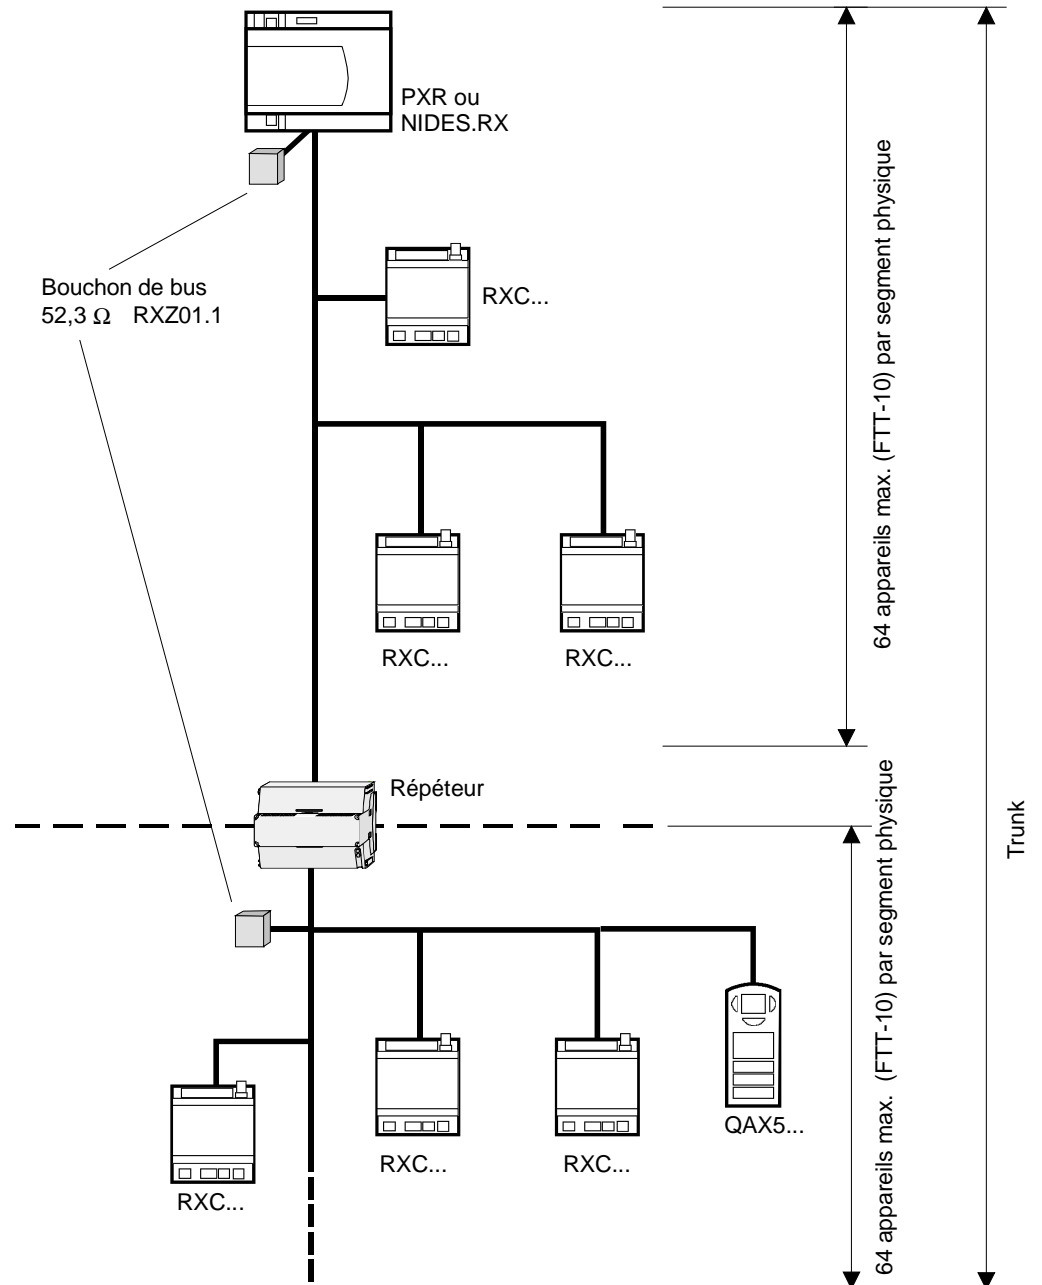 PXR ou
NIDES.RX
Bouchon de bus
52,3 Ω RXZ01.1
RXC...
RXC...
RXC...
64 appareils max. (FTT-10) par segment physique
Répéteur
Trunk
64 appareils max. (FTT-10) par segment physique
QAX5...
RXC...
RXC...
RXC...